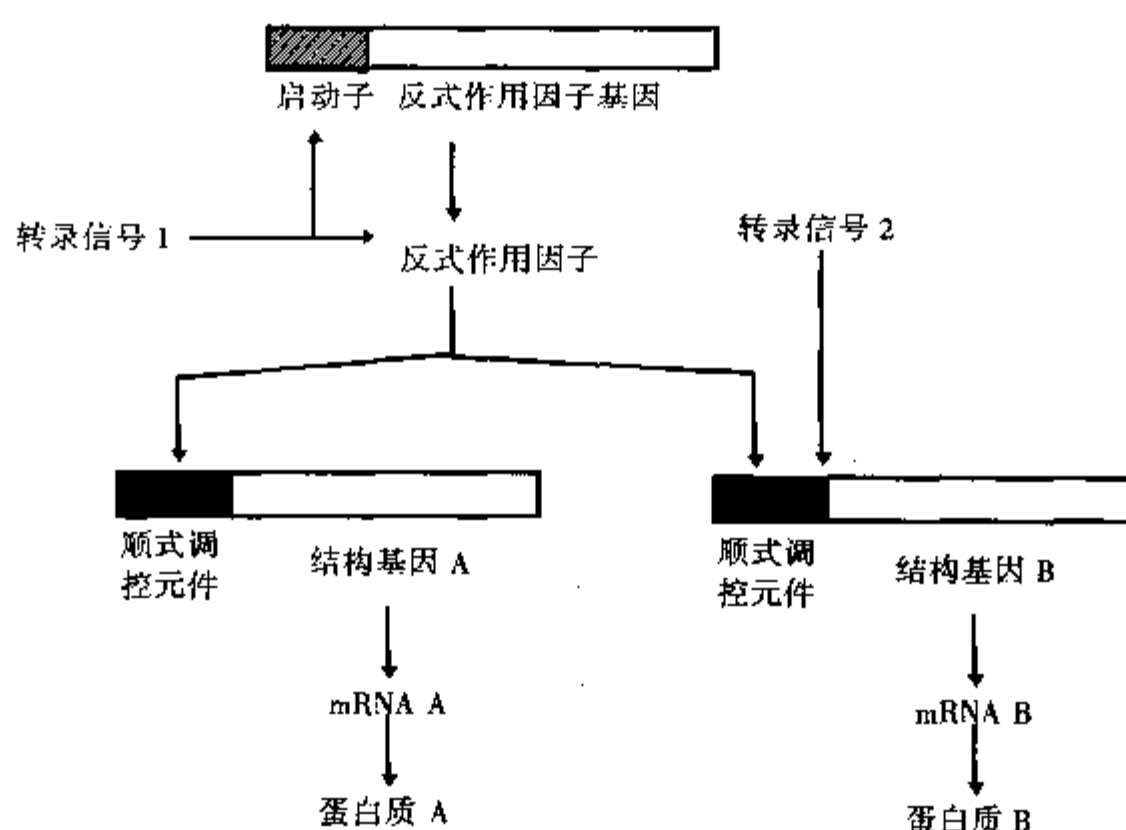 启动子 反式作用因子基因
转录信号 1
转录信号 2
反式作用因子
顺式调
控元件
结构基因 A
顺式调
控元件
结构基因 B
mRNA A
mRNA B
蛋白质 A
蛋白质 B